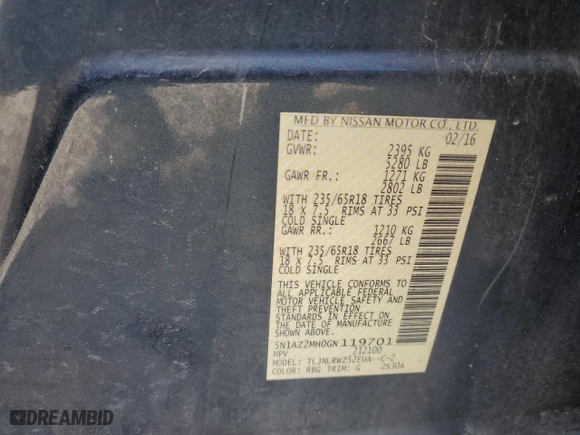 MFD BY NISSAN MOTOR CO., LTD.
DATE: 02/16
GVWR: 2395 KG
5280 LB
GAWR FR.: 1271 KG
2802 LB
WITH 235/65R18 TIRES
18 X 7.5 RIMS AT 33 PSI
COLD SINGLE
GAWR RR.: 1210 KG
2667 LB
WITH 235/65R18 TIRES
18 X 7.5 RIMS AT 33 PSI
COLD SINGLE
THIS VEHICLE CONFORMS TO
ALL APPLICABLE FEDERAL
MOTOR VEHICLE SAFETY AND
THEFT PREVENTION
STANDARDS IN EFFECT ON
THE DATE OF MANUFACTURE
SHOWN ABOVE.
5N1AZ2MH0GN119701
MPV 212100
MODEL: TLJNLRWZ52EUA--C-2
COLOR: RBG TRIM: G 2S30A
DREAMBID